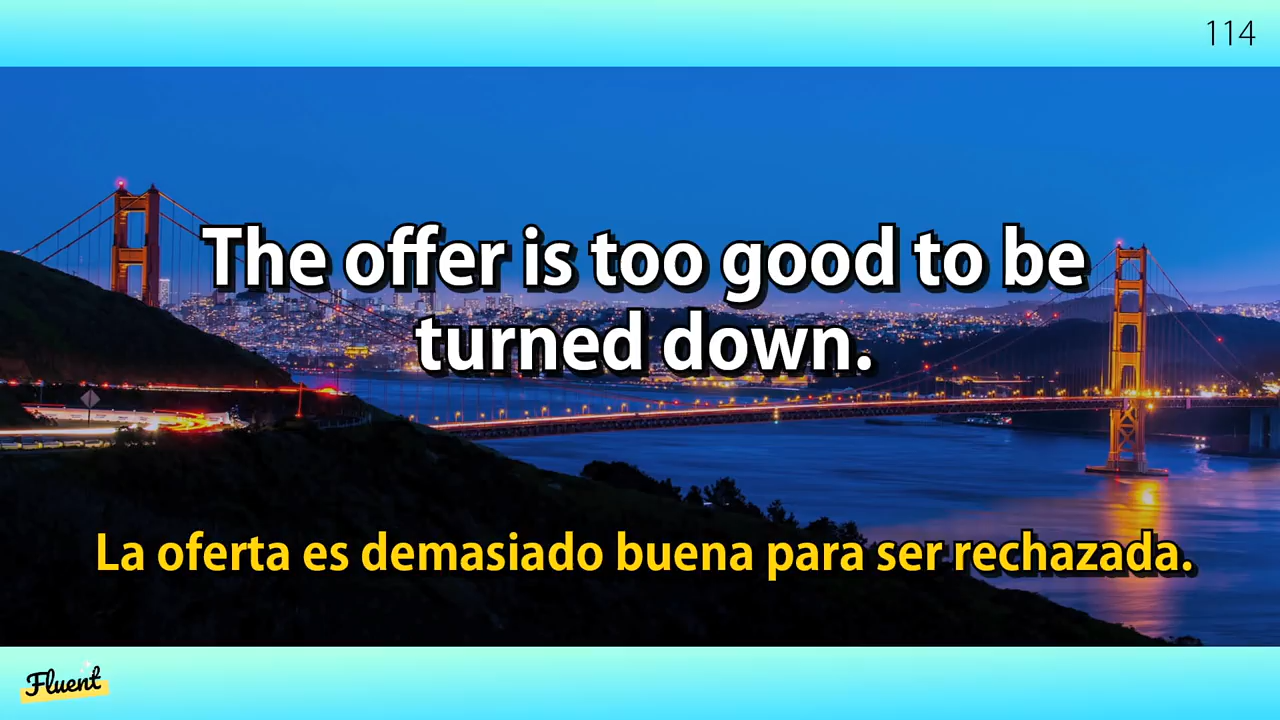 114
The offer is too good to be
turned down.
La oferta es demasiado buena para ser rechazada.
Fluent